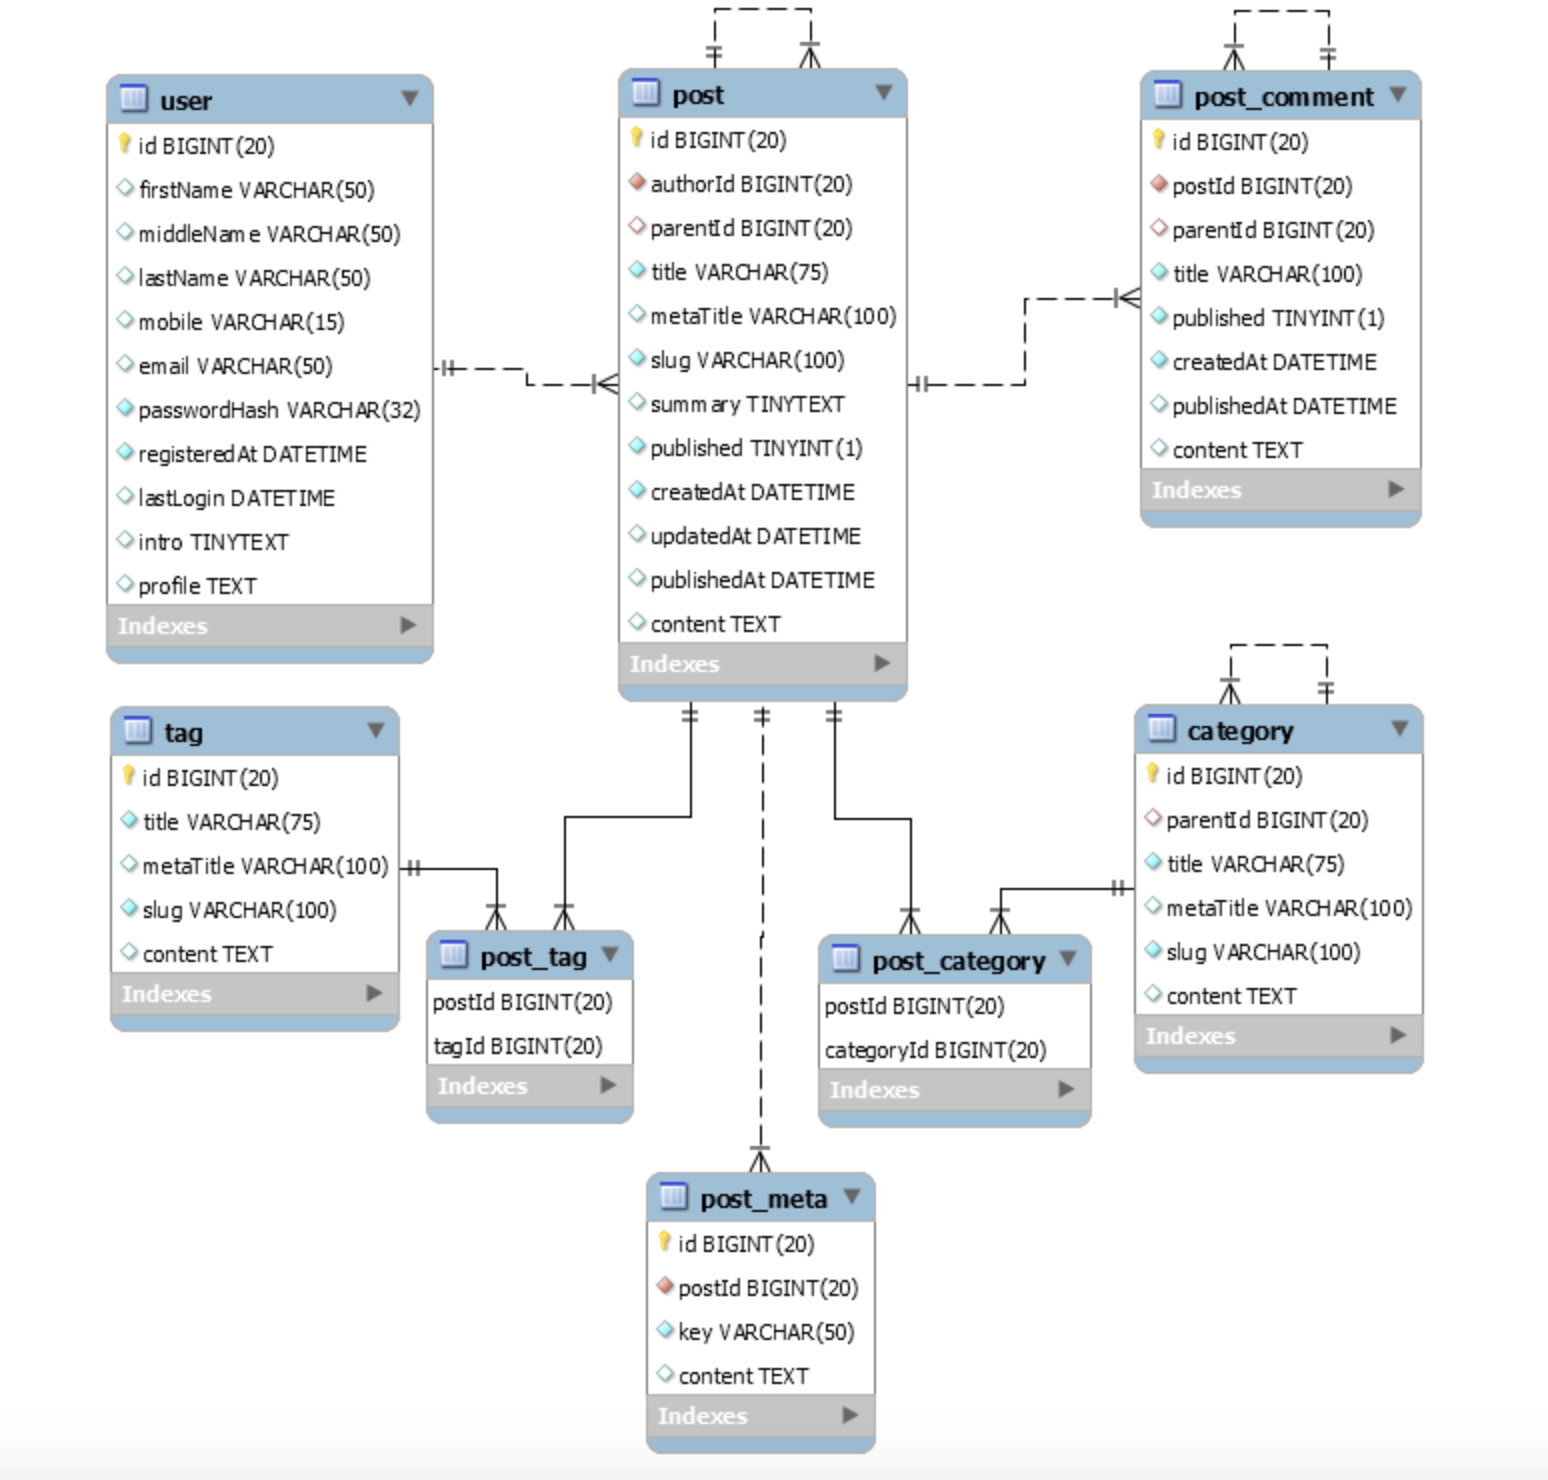 user
id BIGINT(20)
firstName VARCHAR(50)
middleName VARCHAR(50)
lastName VARCHAR(50)
mobile VARCHAR(15)
email VARCHAR(50)
passwordHash VARCHAR(32)
registeredAt DATETIME
lastLogin DATETIME
intro TINYTEXT
profile TEXT
Indexes
post
id BIGINT(20)
authorId BIGINT(20)
parentId BIGINT(20)
title VARCHAR(75)
metaTitle VARCHAR(100)
slug VARCHAR(100)
summary TINYTEXT
published TINYINT(1)
createdAt DATETIME
updatedAt DATETIME
publishedAt DATETIME
content TEXT
Indexes
post_comment
id BIGINT(20)
postId BIGINT(20)
parentId BIGINT(20)
title VARCHAR(100)
published TINYINT(1)
createdAt DATETIME
publishedAt DATETIME
content TEXT
Indexes
tag
id BIGINT(20)
title VARCHAR(75)
metaTitle VARCHAR(100)
slug VARCHAR(100)
content TEXT
Indexes
post_tag
postId BIGINT(20)
tagId BIGINT(20)
Indexes
post_category
postId BIGINT(20)
categoryId BIGINT(20)
Indexes
category
id BIGINT(20)
parentId BIGINT(20)
title VARCHAR(75)
metaTitle VARCHAR(100)
slug VARCHAR(100)
content TEXT
Indexes
post_meta
id BIGINT(20)
postId BIGINT(20)
key VARCHAR(50)
content TEXT
Indexes